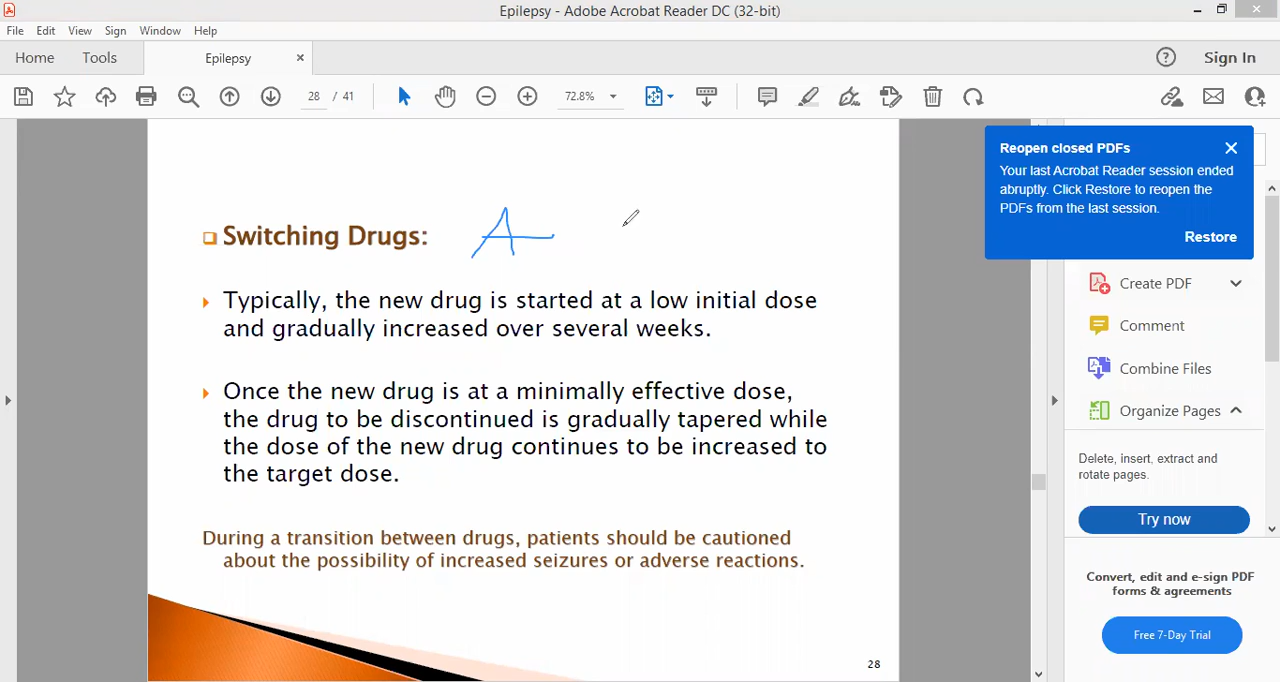 Epilepsy - Adobe Acrobat Reader DC (32-bit)
File Edit View Sign Window Help
Home Tools Epilepsy × ? Sign In
28 / 41 72.8%
Reopen closed PDFs
Your last Acrobat Reader session ended
abruptly. Click Restore to reopen the
PDFs from the last session.
Restore
Switching Drugs: A
Typically, the new drug is started at a low initial dose
and gradually increased over several weeks.
Once the new drug is at a minimally effective dose,
the drug to be discontinued is gradually tapered while
the dose of the new drug continues to be increased to
the target dose.
During a transition between drugs, patients should be cautioned
about the possibility of increased seizures or adverse reactions.
28
Create PDF
Comment
Combine Files
Organize Pages
Delete, insert, extract and
rotate pages.
Try now
Convert, edit and e-sign PDF
forms & agreements
Free 7-Day Trial